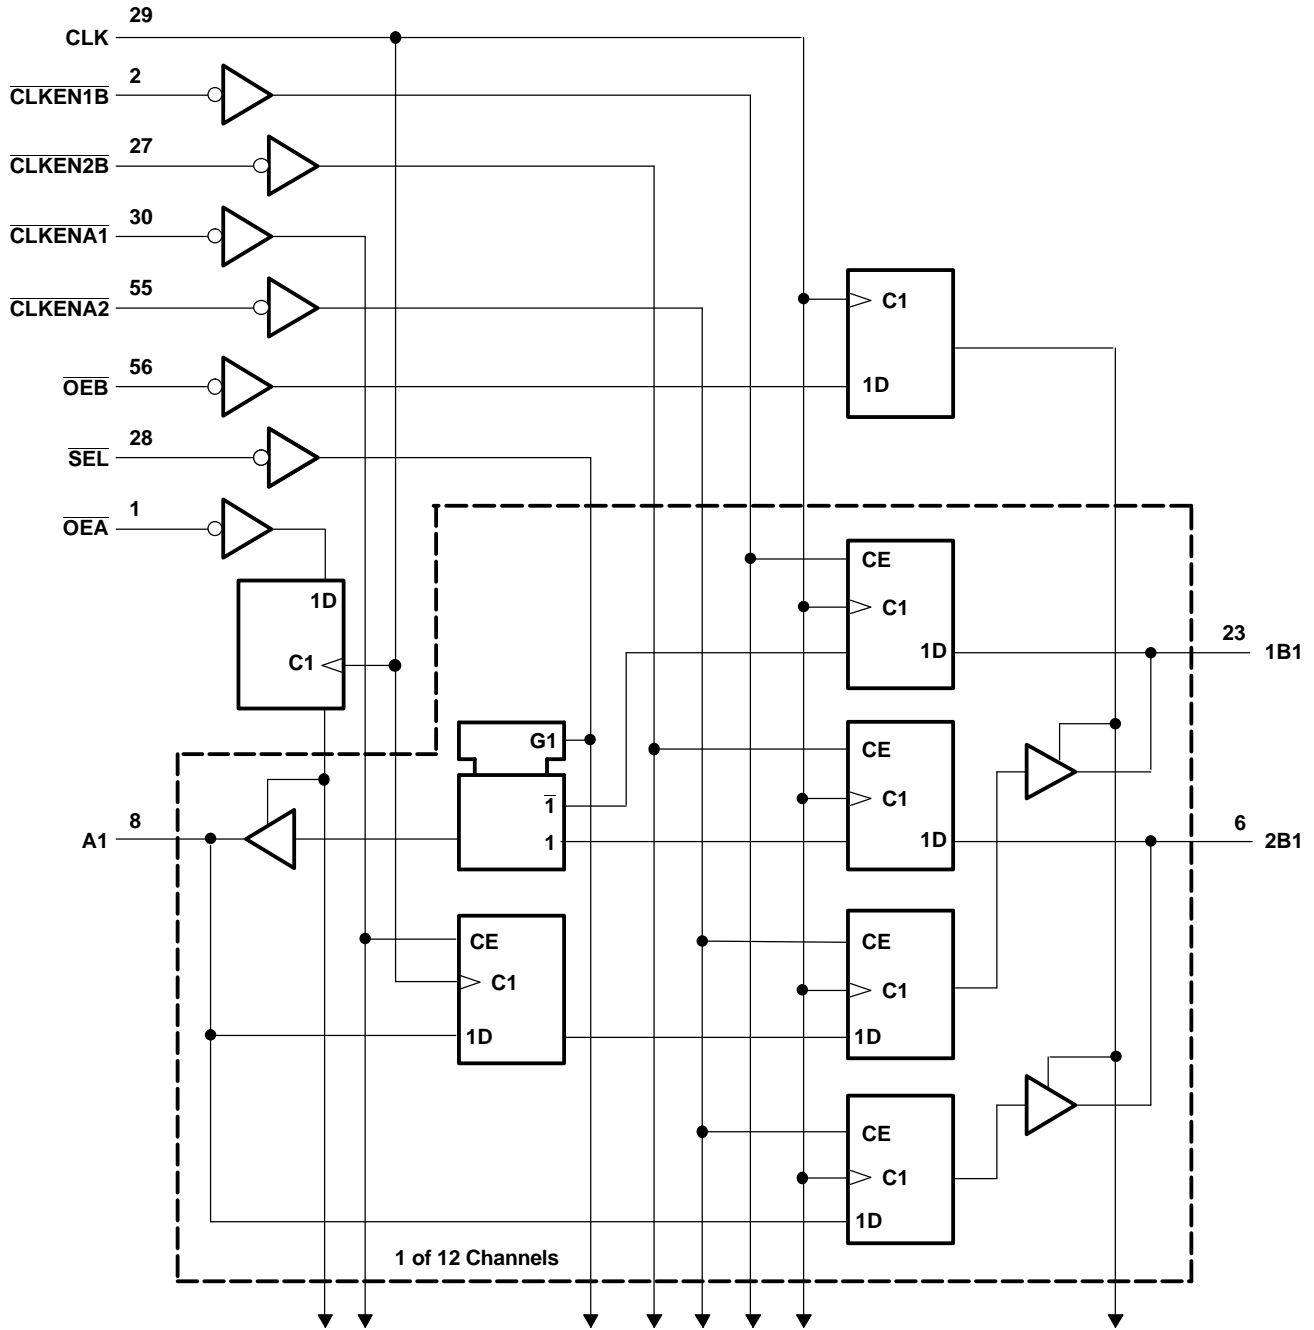 29
CLK
2
CLKEN1B
27
CLKEN2B
30
CLKENA1
55
CLKENA2
C1
56
OEB
1D
28
SEL
1
OEA
CE
1D
C1
23
1B1
1D
C1
G1
CE
1
C1
8
A1
1
1D
6
2B1
CE
CE
C1
C1
1D
1D
CE
C1
1D
1 of 12 Channels